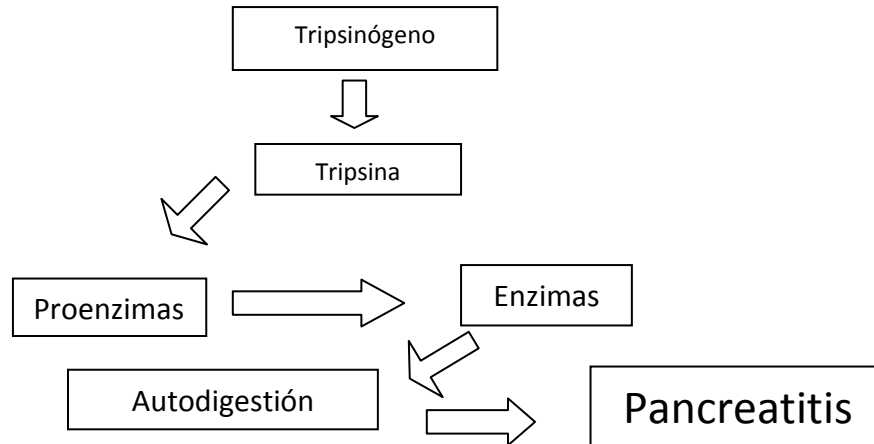 Tripsinógeno
Tripsina
Proenzimas
Enzimas
Autodigestión
Pancreatitis